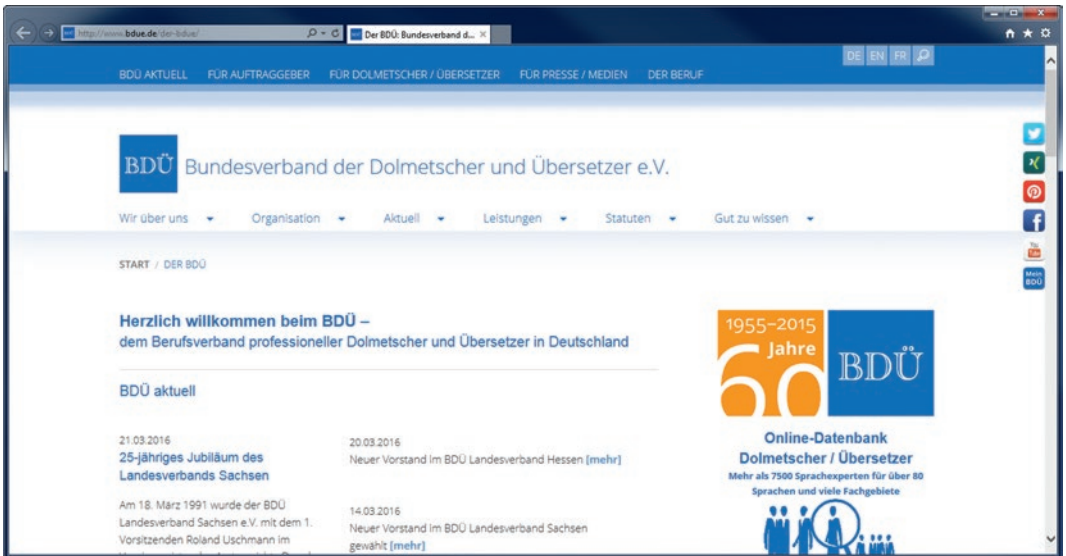 http://www.bdue.de/der-bdue/
Der BDÜ: Bundesverband d...
BDÜ AKTUELL FÜR AUFTRAGGEBER FÜR DOLMETSCHER / ÜBERSETZER FÜR PRESSE / MEDIEN DER BERUF
DE EN FR
BDÜ Bundesverband der Dolmetscher und Übersetzer e.V.
Wir über uns Organisation Aktuell Leistungen Statuten Gut zu wissen
You
Tube
Mein
BDÜ
START / DER BDÜ
Herzlich willkommen beim BDÜ –
dem Berufsverband professioneller Dolmetscher und Übersetzer in Deutschland
BDÜ aktuell
21.03.2016
25-jähriges Jubiläum des
Landesverbands Sachsen
Am 18. März 1991 wurde der BDÜ
Landesverband Sachsen e.V. mit dem 1.
Vorsitzenden Roland Uschmann im
20.03.2016
Neuer Vorstand im BDÜ Landesverband Hessen [mehr]
14.03.2016
Neuer Vorstand im BDÜ Landesverband Sachsen
gewählt [mehr]
1955–2015
60 Jahre
BDÜ
Online-Datenbank
Dolmetscher / Übersetzer
Mehr als 7500 Sprachexperten für über 80
Sprachen und viele Fachgebiete